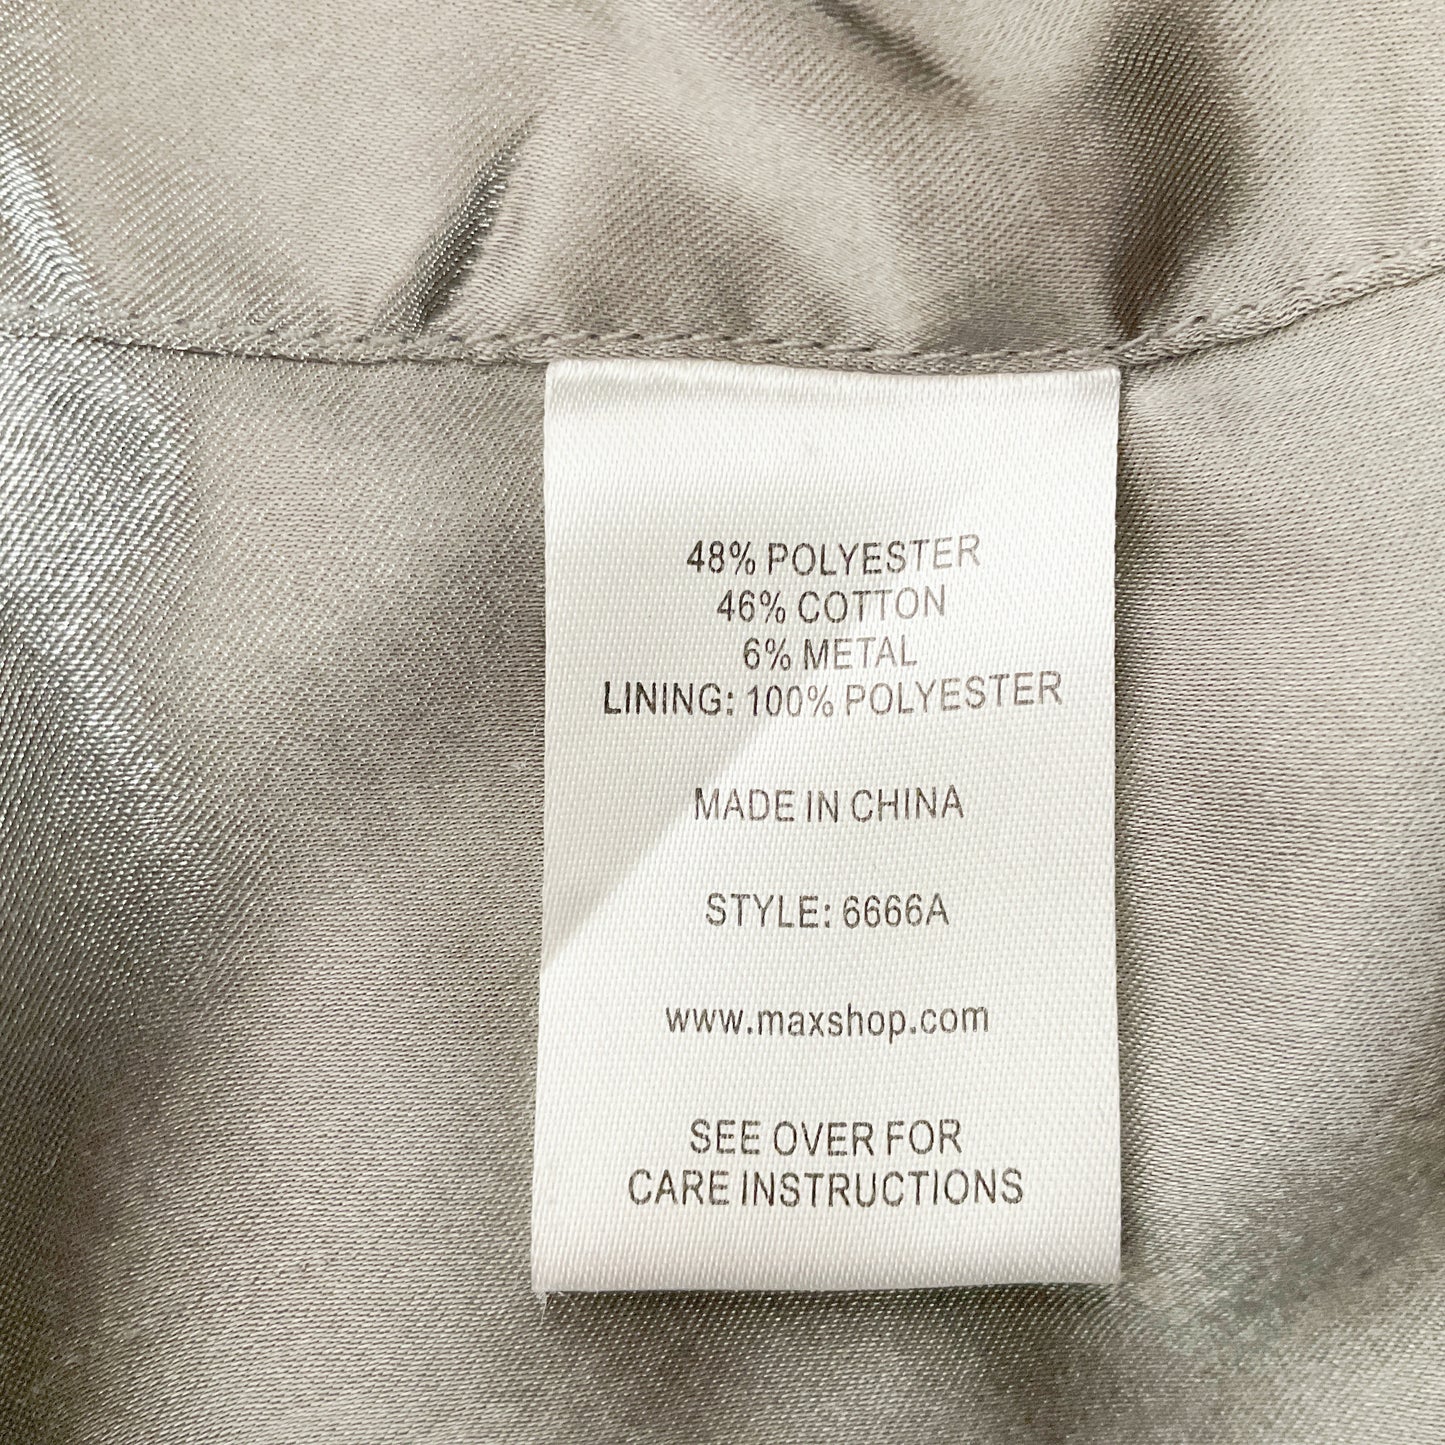 48% POLYESTER
46% COTTON
6% METAL
LINING: 100% POLYESTER
MADE IN CHINA
STYLE: 6666A
www.maxshop.com
SEE OVER FOR
CARE INSTRUCTIONS